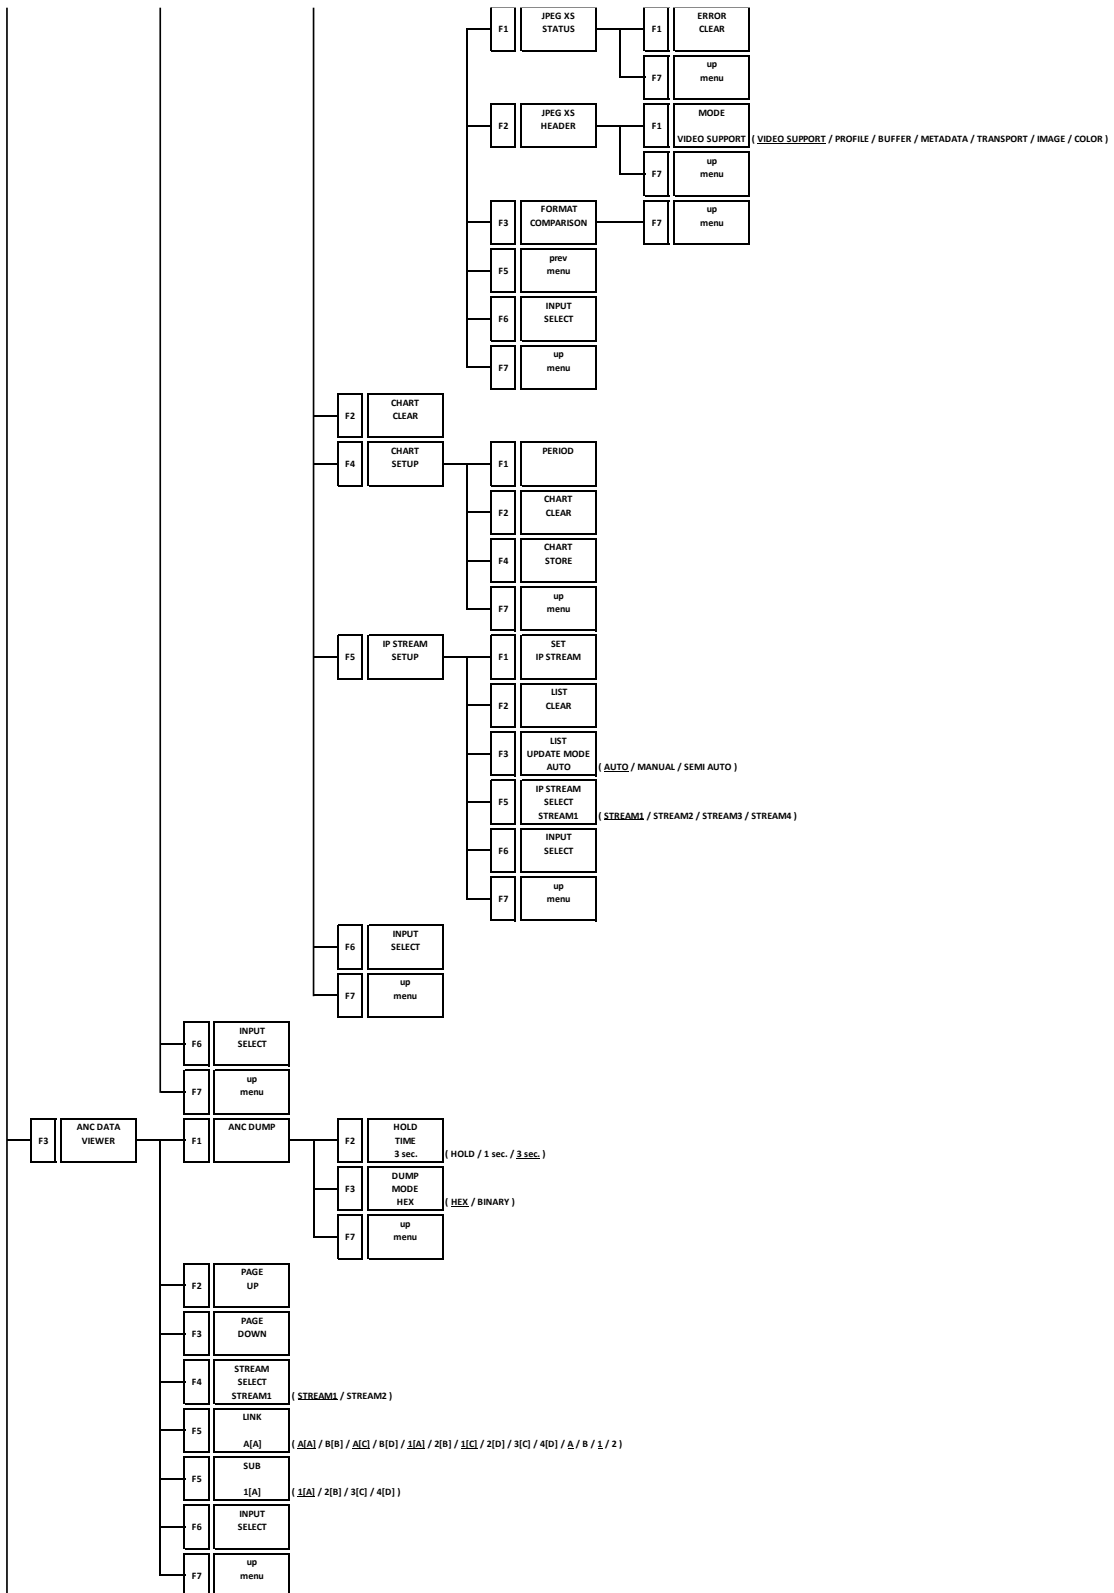 F1
JPEG XS
STATUS
F1
ERROR
CLEAR
F7
up
menu
F2
JPEG XS
HEADER
F1
MODE
VIDEO SUPPORT
( VIDEO SUPPORT / PROFILE / BUFFER / METADATA / TRANSPORT / IMAGE / COLOR )
F7
up
menu
F3
FORMAT
COMPARISON
F7
up
menu
F5
prev
menu
F6
INPUT
SELECT
F7
up
menu
F2
CHART
CLEAR
F4
CHART
SETUP
F1
PERIOD
F2
CHART
CLEAR
F4
CHART
STORE
F7
up
menu
F5
IP STREAM
SETUP
F1
SET
IP STREAM
F2
LIST
CLEAR
F3
LIST
UPDATE MODE
AUTO
( AUTO / MANUAL / SEMI AUTO )
F5
IP STREAM
SELECT
STREAM1
( STREAM1 / STREAM2 / STREAM3 / STREAM4 )
F6
INPUT
SELECT
F7
up
menu
F6
INPUT
SELECT
F7
up
menu
F6
INPUT
SELECT
F7
up
menu
F3
ANC DATA
VIEWER
F1
ANC DUMP
F2
HOLD
TIME
3 sec.
( HOLD / 1 sec. / 3 sec. )
F3
DUMP
MODE
HEX
( HEX / BINARY )
F7
up
menu
F2
PAGE
UP
F3
PAGE
DOWN
F4
STREAM
SELECT
STREAM1
( STREAM1 / STREAM2 )
F5
LINK
A[A]
( A[A] / B[B] / A[C] / B[D] / 1[A] / 2[B] / 1[C] / 2[D] / 3[C] / 4[D] / A / B / 1 / 2 )
F5
SUB
1[A]
( 1[A] / 2[B] / 3[C] / 4[D] )
F6
INPUT
SELECT
F7
up
menu